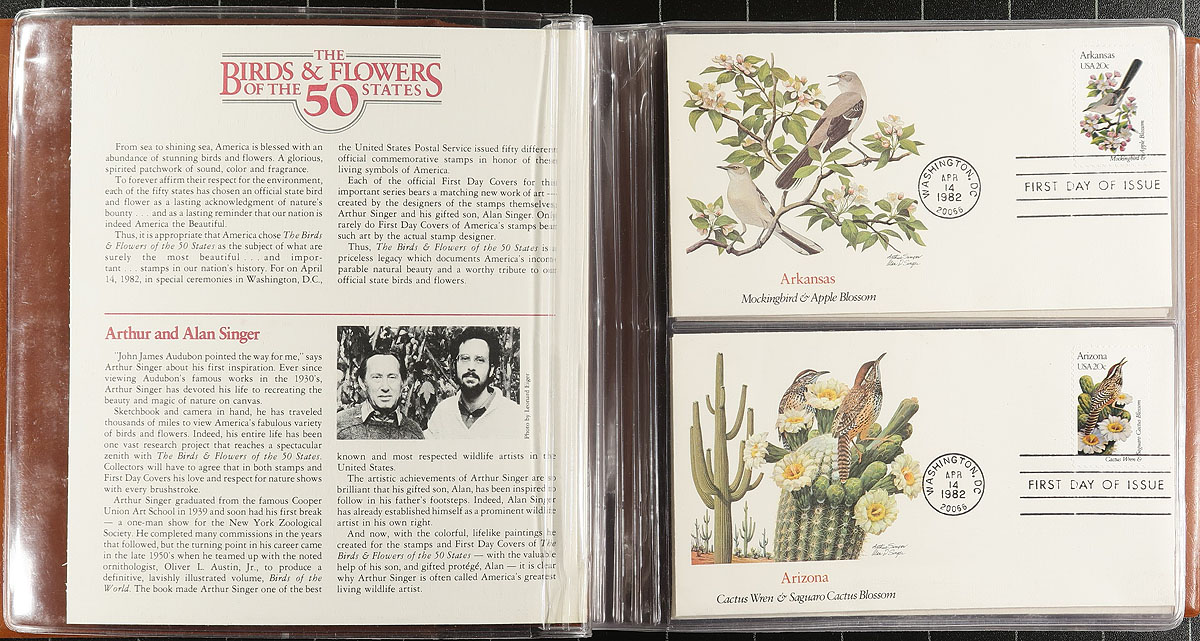 THE
BIRDS & FLOWERS
OF THE 50 STATES
From sea to shining sea, America is blessed with an
abundance of stunning birds and flowers. A glorious,
spirited patchwork of sound, color and fragrance.
To forever affirm their respect for the environment,
each of the fifty states has chosen an official state bird
and flower as a lasting acknowledgment of nature's
bounty . . . and as a lasting reminder that our nation is
indeed America the Beautiful.
Thus, it is appropriate that America chose The Birds
& Flowers of the 50 States as the subject of what are
surely the most beautiful . . . and impor-
tant . . . stamps in our nation's history. For on April
14, 1982, in special ceremonies in Washington, D.C.,
the United States Postal Service issued fifty different
official commemorative stamps in honor of these
living symbols of America.
Each of the official First Day Covers for this
important series bears a matching new work of art —
created by the designers of the stamps themselves,
Arthur Singer and his gifted son, Alan Singer. Only
rarely do First Day Covers of America's stamps bear
such art by the actual stamp designer.
Thus, The Birds & Flowers of the 50 States is a
priceless legacy which documents America's incom-
parable natural beauty and a worthy tribute to our
official state birds and flowers.
Arthur and Alan Singer
"John James Audubon pointed the way for me," says
Arthur Singer about his first inspiration. Ever since
viewing Audubon's famous works in the 1930's,
Arthur Singer has devoted his life to recreating the
beauty and magic of nature on canvas.
Sketchbook and camera in hand, he has traveled
thousands of miles to view America's fabulous variety
of birds and flowers. Indeed, his entire life has been
one vast research project that reaches a spectacular
zenith with The Birds & Flowers of the 50 States.
Collectors will have to agree that in both stamps and
First Day Covers his love and respect for nature shows
with every brushstroke.
Arthur Singer graduated from the famous Cooper
Union Art School in 1939 and soon had his first break
— a one-man show for the New York Zoological
Society. He completed many commissions in the years
that followed, but the turning point in his career came
in the late 1950's when he teamed up with the noted
ornithologist, Oliver L. Austin, Jr., to produce a
definitive, lavishly illustrated volume, Birds of the
World. The book made Arthur Singer one of the best
Photo by Leonard Eiger
known and most respected wildlife artists in the
United States.
The artistic achievements of Arthur Singer are so
brilliant that his gifted son, Alan, has been inspired to
follow in his father's footsteps. Indeed, Alan Singer
has already established himself as a prominent wildlife
artist in his own right.
And now, with the colorful, lifelike paintings he
created for the stamps and First Day Covers of The
Birds & Flowers of the 50 States — with the valuable
help of his son, and gifted protégé, Alan — it is clear
why Arthur Singer is often called America's greatest
living wildlife artist.
Arkansas
USA 20c
Mockingbird &
Apple Blossom
WASHINGTON, DC
APR
14
1982
20066
FIRST DAY OF ISSUE
Arthur Singer
Alan D. Singer
Arkansas
Mockingbird & Apple Blossom
Arizona
USA 20c
Cactus Wren &
Saguaro Cactus Blossom
WASHINGTON, DC
APR
14
1982
20066
FIRST DAY OF ISSUE
Arthur Singer
Alan D. Singer
Arizona
Cactus Wren & Saguaro Cactus Blossom